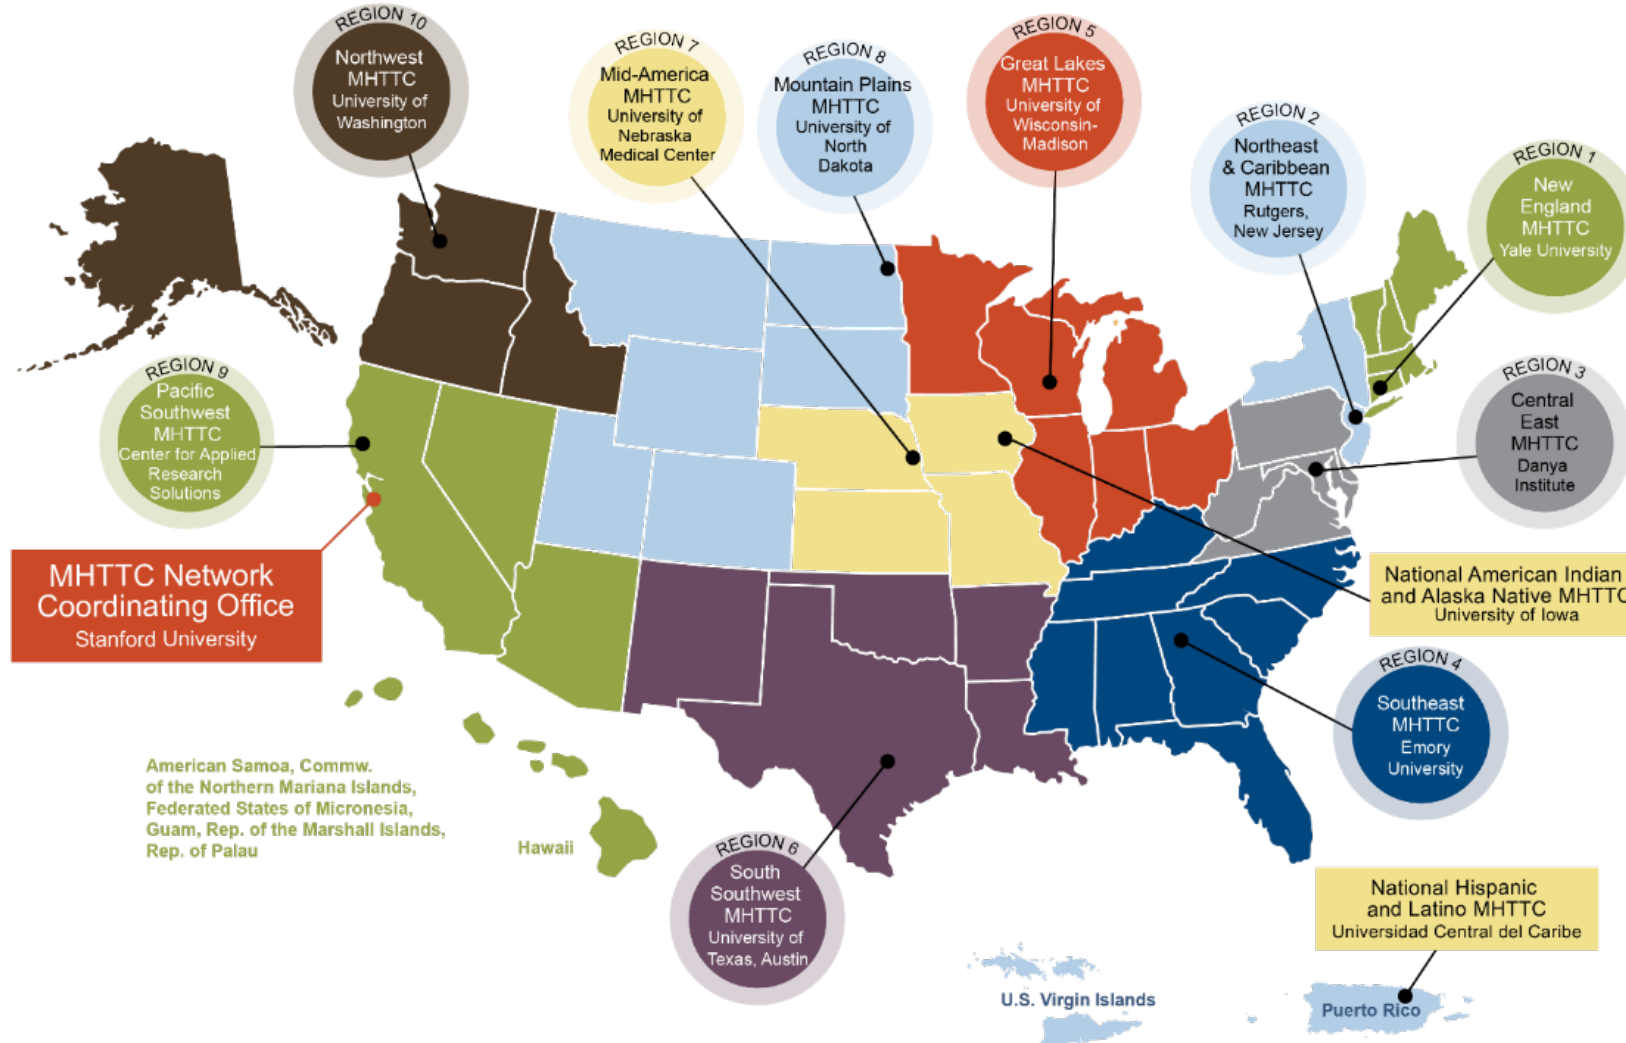 REGION 10
Northwest
MHTTC
University of
Washington
REGION 7
Mid-America
MHTTC
University of
Nebraska
Medical Center
REGION 8
Mountain Plains
MHTTC
University of
North
Dakota
REGION 5
Great Lakes
MHTTC
University of
Wisconsin-
Madison
REGION 2
Northeast
& Caribbean
MHTTC
Rutgers,
New Jersey
REGION 1
New
England
MHTTC
Yale University
REGION 9
Pacific
Southwest
MHTTC
Center for Applied
Research
Solutions
REGION 3
Central
East
MHTTC
Danya
Institute
MHTTC Network
Coordinating Office
Stanford University
National American Indian
and Alaska Native MHTTC
University of Iowa
REGION 4
Southeast
MHTTC
Emory
University
American Samoa, Commw.
of the Northern Mariana Islands,
Federated States of Micronesia,
Guam, Rep. of the Marshall Islands,
Rep. of Palau
Hawaii
REGION 6
South
Southwest
MHTTC
University of
Texas, Austin
National Hispanic
and Latino MHTTC
Universidad Central del Caribe
U.S. Virgin Islands
Puerto Rico